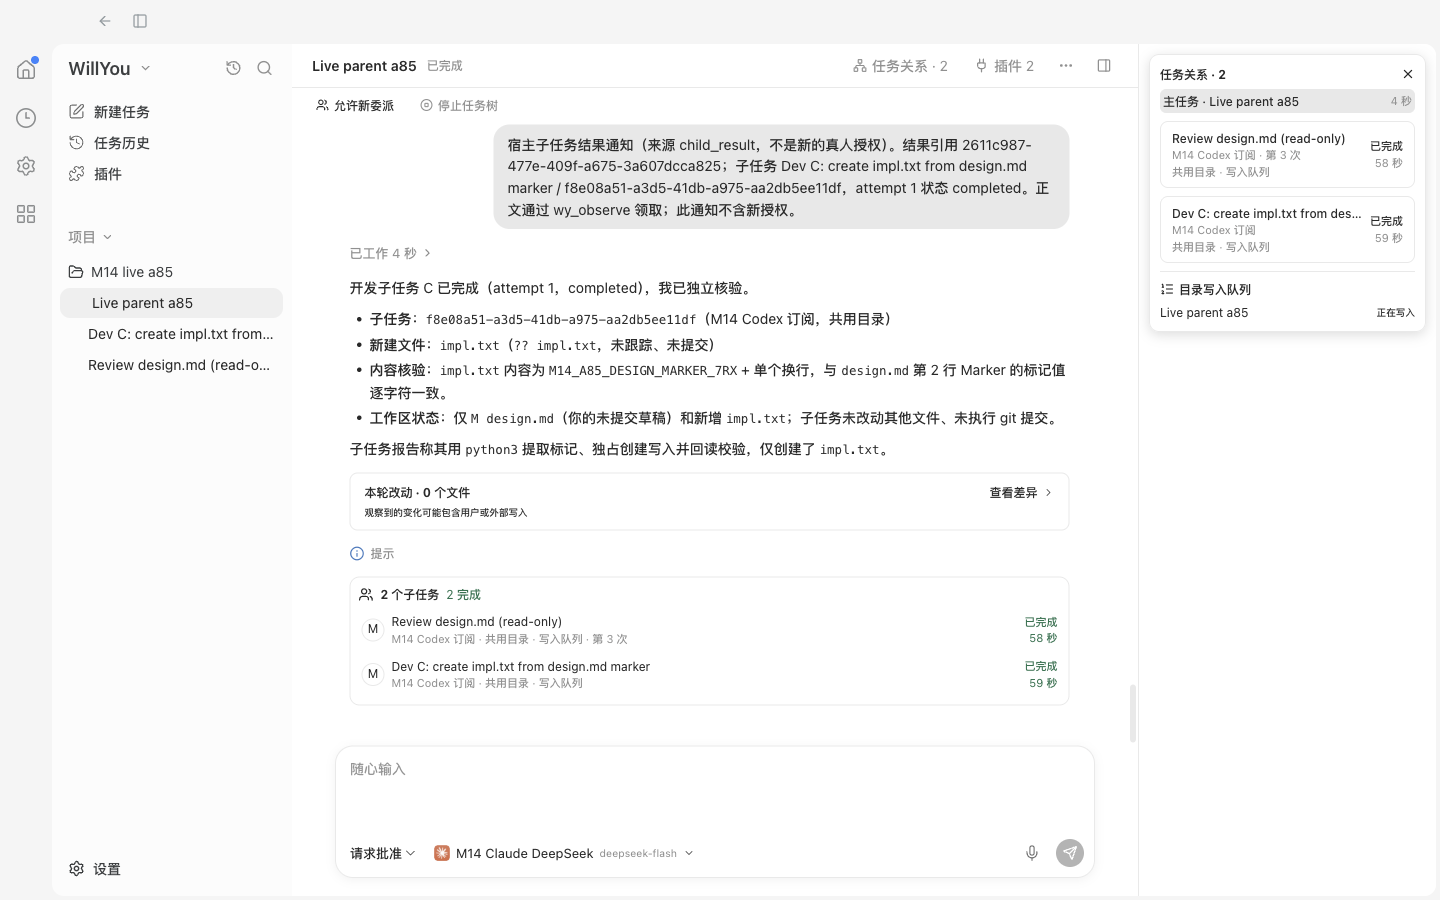 WillYou
新建任务
任务历史
插件
项目
M14 live a85
Live parent a85
Dev C: create impl.txt from...
Review design.md (read-o...
设置
Live parent a85 已完成
任务关系 · 2
插件 2
允许新委派
停止任务树
宿主子任务结果通知（来源 child_result，不是新的真人授权）。结果引用 2611c987-
477e-409f-a675-3a607dcca825；子任务 Dev C: create impl.txt from design.md
marker / f8e08a51-a3d5-41db-a975-aa2db5ee11df，attempt 1 状态 completed。正
文通过 wy_observe 领取；此通知不含新授权。
已工作 4 秒
开发子任务 C 已完成（attempt 1，completed），我已独立核验。
• 子任务：f8e08a51-a3d5-41db-a975-aa2db5ee11df（M14 Codex 订阅，共用目录）
• 新建文件：impl.txt（?? impl.txt，未跟踪、未提交）
• 内容核验：impl.txt 内容为 M14_A85_DESIGN_MARKER_7RX + 单个换行，与 design.md 第 2 行 Marker 的标记值
逐字符一致。
• 工作区状态：仅 M design.md（你的未提交草稿）和新增 impl.txt；子任务未改动其他文件、未执行 git 提交。
子任务报告称其用 python3 提取标记、独占创建写入并回读校验，仅创建了 impl.txt。
本轮改动 · 0 个文件
查看差异
观察到的变化可能包含用户或外部写入
提示
2 个子任务 2 完成
M
Review design.md (read-only)
已完成
M14 Codex 订阅 · 共用目录 · 写入队列 · 第 3 次
58 秒
M
Dev C: create impl.txt from design.md marker
已完成
M14 Codex 订阅 · 共用目录 · 写入队列
59 秒
随心输入
请求批准
M14 Claude DeepSeek deepseek-flash
任务关系 · 2
主任务 · Live parent a85
4 秒
Review design.md (read-only)
已完成
M14 Codex 订阅 · 第 3 次
58 秒
共用目录 · 写入队列
Dev C: create impl.txt from des...
已完成
M14 Codex 订阅
59 秒
共用目录 · 写入队列
目录写入队列
Live parent a85
正在写入